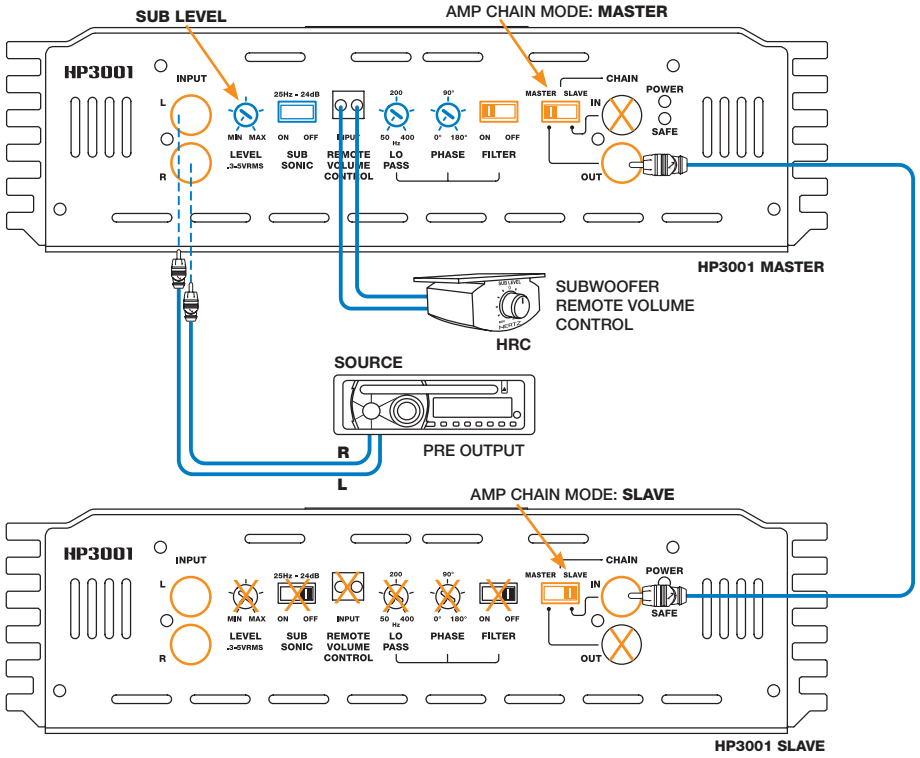 SUB LEVEL
AMP CHAIN MODE: MASTER
HP3001
INPUT
L
R
MIN MAX
LEVEL
.3-5VRMS
25Hz - 24dB
ON OFF
SUB
SONIC
INPUT
REMOTE
VOLUME
CONTROL
200
50 400
Hz
LO
PASS
90°
0° 180°
PHASE
ON OFF
FILTER
MASTER SLAVE
CHAIN
IN
OUT
POWER
SAFE
HP3001 MASTER
SUB LEVEL
HERTZ
SUBWOOFER
REMOTE VOLUME
CONTROL
HRC
SOURCE
PRE OUTPUT
R
L
AMP CHAIN MODE: SLAVE
HP3001
INPUT
L
R
MIN MAX
LEVEL
.3-5VRMS
25Hz - 24dB
ON OFF
SUB
SONIC
INPUT
REMOTE
VOLUME
CONTROL
200
50 400
Hz
LO
PASS
90°
0° 180°
PHASE
ON OFF
FILTER
MASTER SLAVE
CHAIN
IN
OUT
POWER
SAFE
HP3001 SLAVE